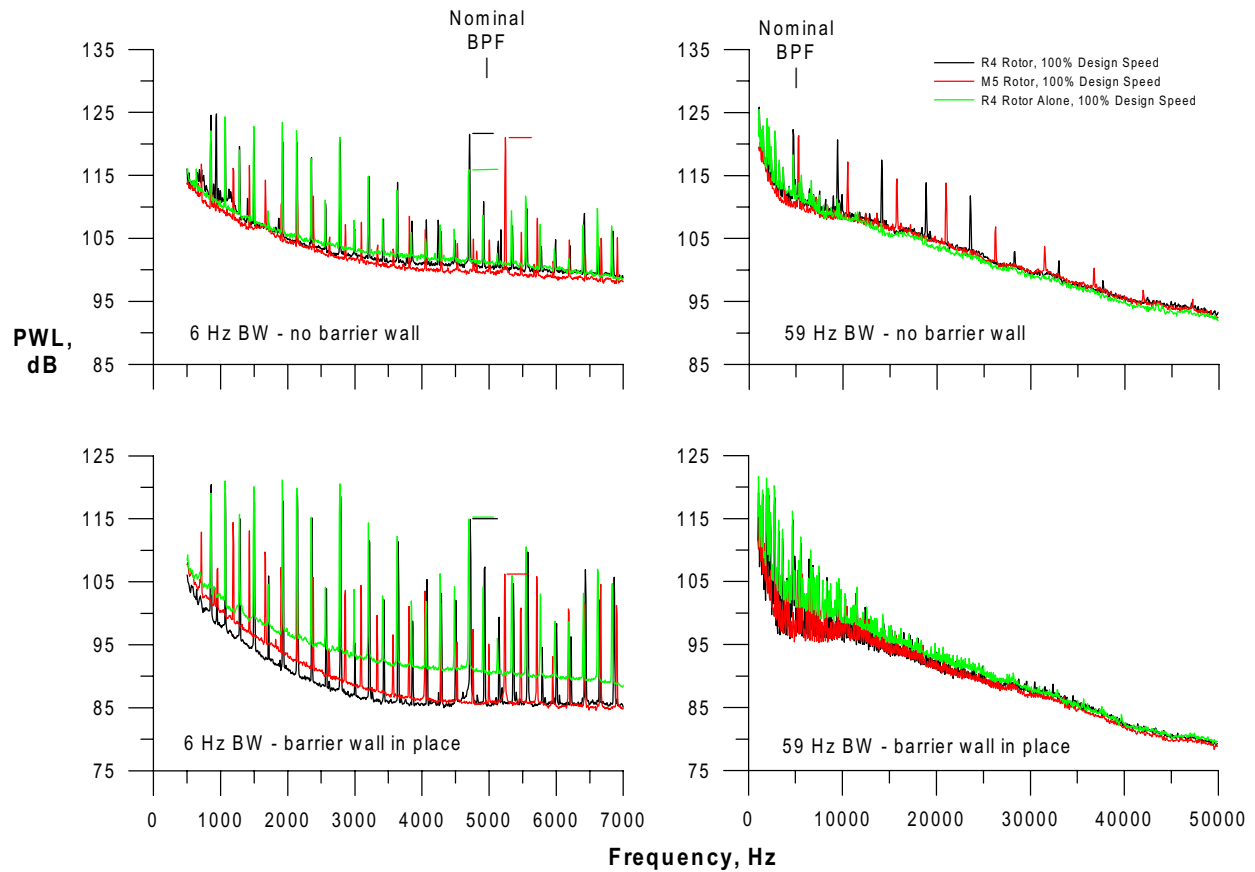 Nominal
BPF
135
125
115
105
95
85
6 Hz BW - no barrier wall
Nominal
BPF
R4 Rotor, 100% Design Speed
M5 Rotor, 100% Design Speed
R4 Rotor Alone, 100% Design Speed
135
125
115
105
95
85
59 Hz BW - no barrier wall
PWL,
dB
125
115
105
95
85
75
6 Hz BW - barrier wall in place
0 1000 2000 3000 4000 5000 6000 7000
125
115
105
95
85
75
59 Hz BW - barrier wall in place
0 10000 20000 30000 40000 50000
Frequency, Hz